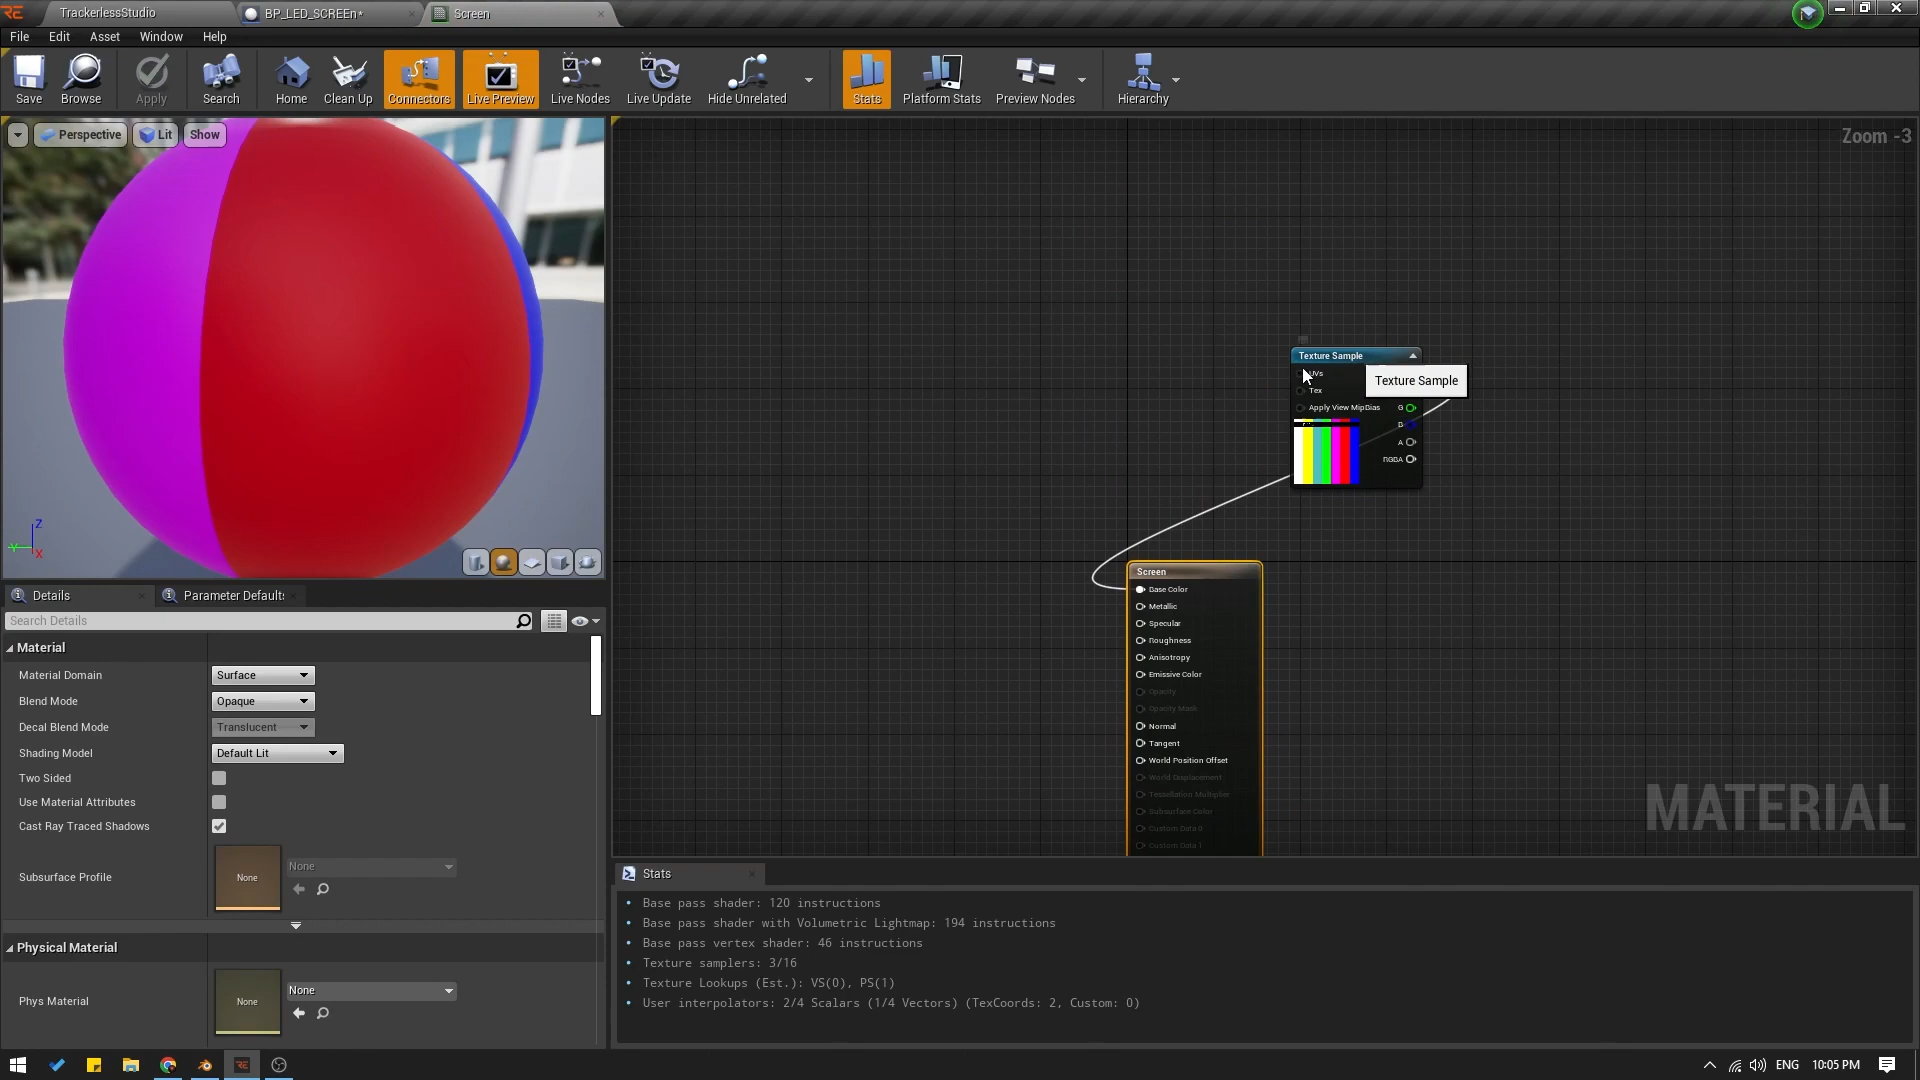 TrackerlessStudio
BP_LED_SCREEn*
Screen
File Edit Asset Window Help
Save
Browse
Apply
Search
Home
Clean Up
Connectors
Live Preview
Live Nodes
Live Update
Hide Unrelated
Stats
Platform Stats
Preview Nodes
Hierarchy
Perspective
Lit
Show
Zoom -3
Texture Sample
UVs
Tex
Texture Sample
Apply View MipBias
G
B
A
RGBA
Z
Y
X
Screen
Base Color
Metallic
Specular
Roughness
Anisotropy
Emissive Color
Opacity
Opacity Mask
Normal
Tangent
World Position Offset
World Displacement
Tessellation Multiplier
Subsurface Color
Custom Data 0
Custom Data 1
MATERIAL
Details
Parameter Defaults
Search Details
Material
Material Domain Surface
Blend Mode Opaque
Decal Blend Mode Translucent
Shading Model Default Lit
Two Sided
Use Material Attributes
Cast Ray Traced Shadows
Subsurface Profile None None
Physical Material
Phys Material None None
Stats
• Base pass shader: 120 instructions
• Base pass shader with Volumetric Lightmap: 194 instructions
• Base pass vertex shader: 46 instructions
• Texture samplers: 3/16
• Texture Lookups (Est.): VS(0), PS(1)
• User interpolators: 2/4 Scalars (1/4 Vectors) (TexCoords: 2, Custom: 0)
ENG 10:05 PM